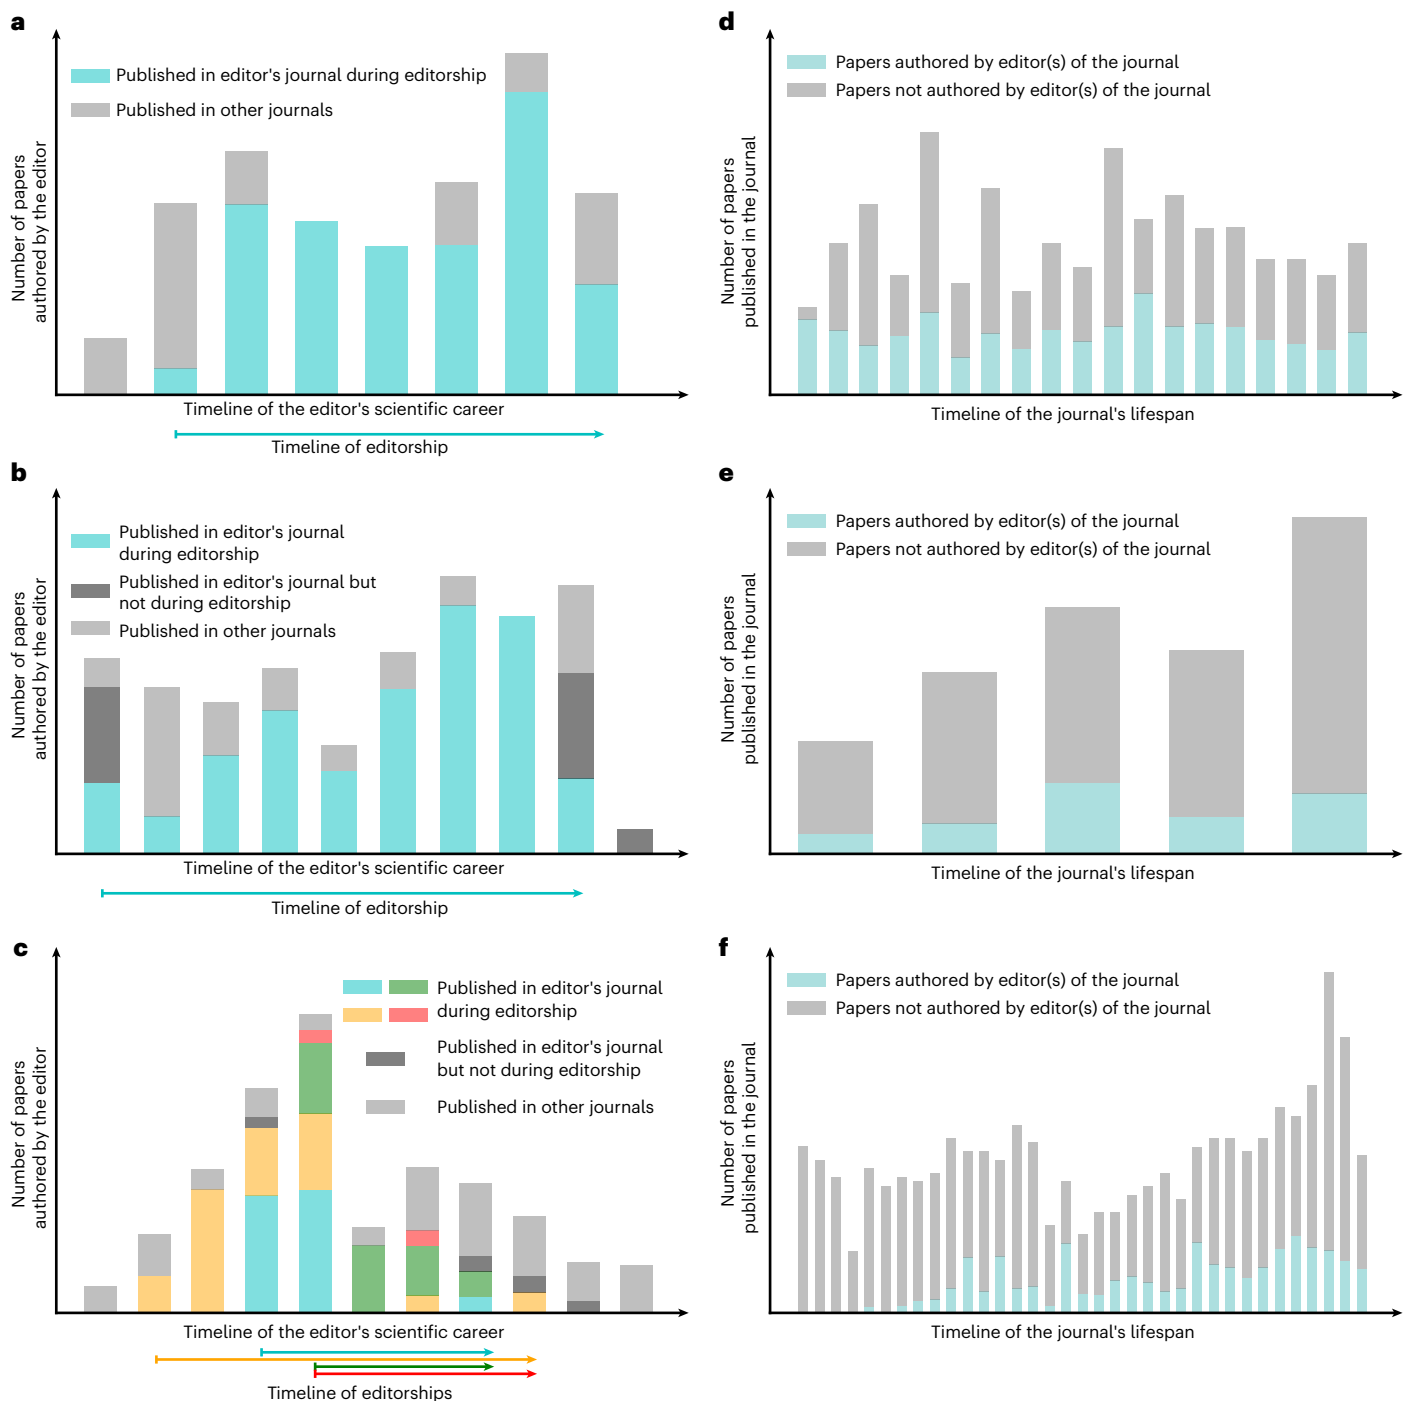 a
Published in editor's journal during editorship
Published in other journals
Number of papers
authored by the editor
Timeline of the editor's scientific career
Timeline of editorship
b
Published in editor's journal
during editorship
Published in editor's journal but
not during editorship
Published in other journals
Number of papers
authored by the editor
Timeline of the editor's scientific career
Timeline of editorship
c
Published in editor's journal
during editorship
Published in editor's journal
but not during editorship
Published in other journals
Number of papers
authored by the editor
Timeline of the editor's scientific career
Timeline of editorships
d
Papers authored by editor(s) of the journal
Papers not authored by editor(s) of the journal
Number of papers
published in the journal
Timeline of the journal's lifespan
e
Papers authored by editor(s) of the journal
Papers not authored by editor(s) of the journal
Number of papers
published in the journal
Timeline of the journal's lifespan
f
Papers authored by editor(s) of the journal
Papers not authored by editor(s) of the journal
Number of papers
published in the journal
Timeline of the journal's lifespan